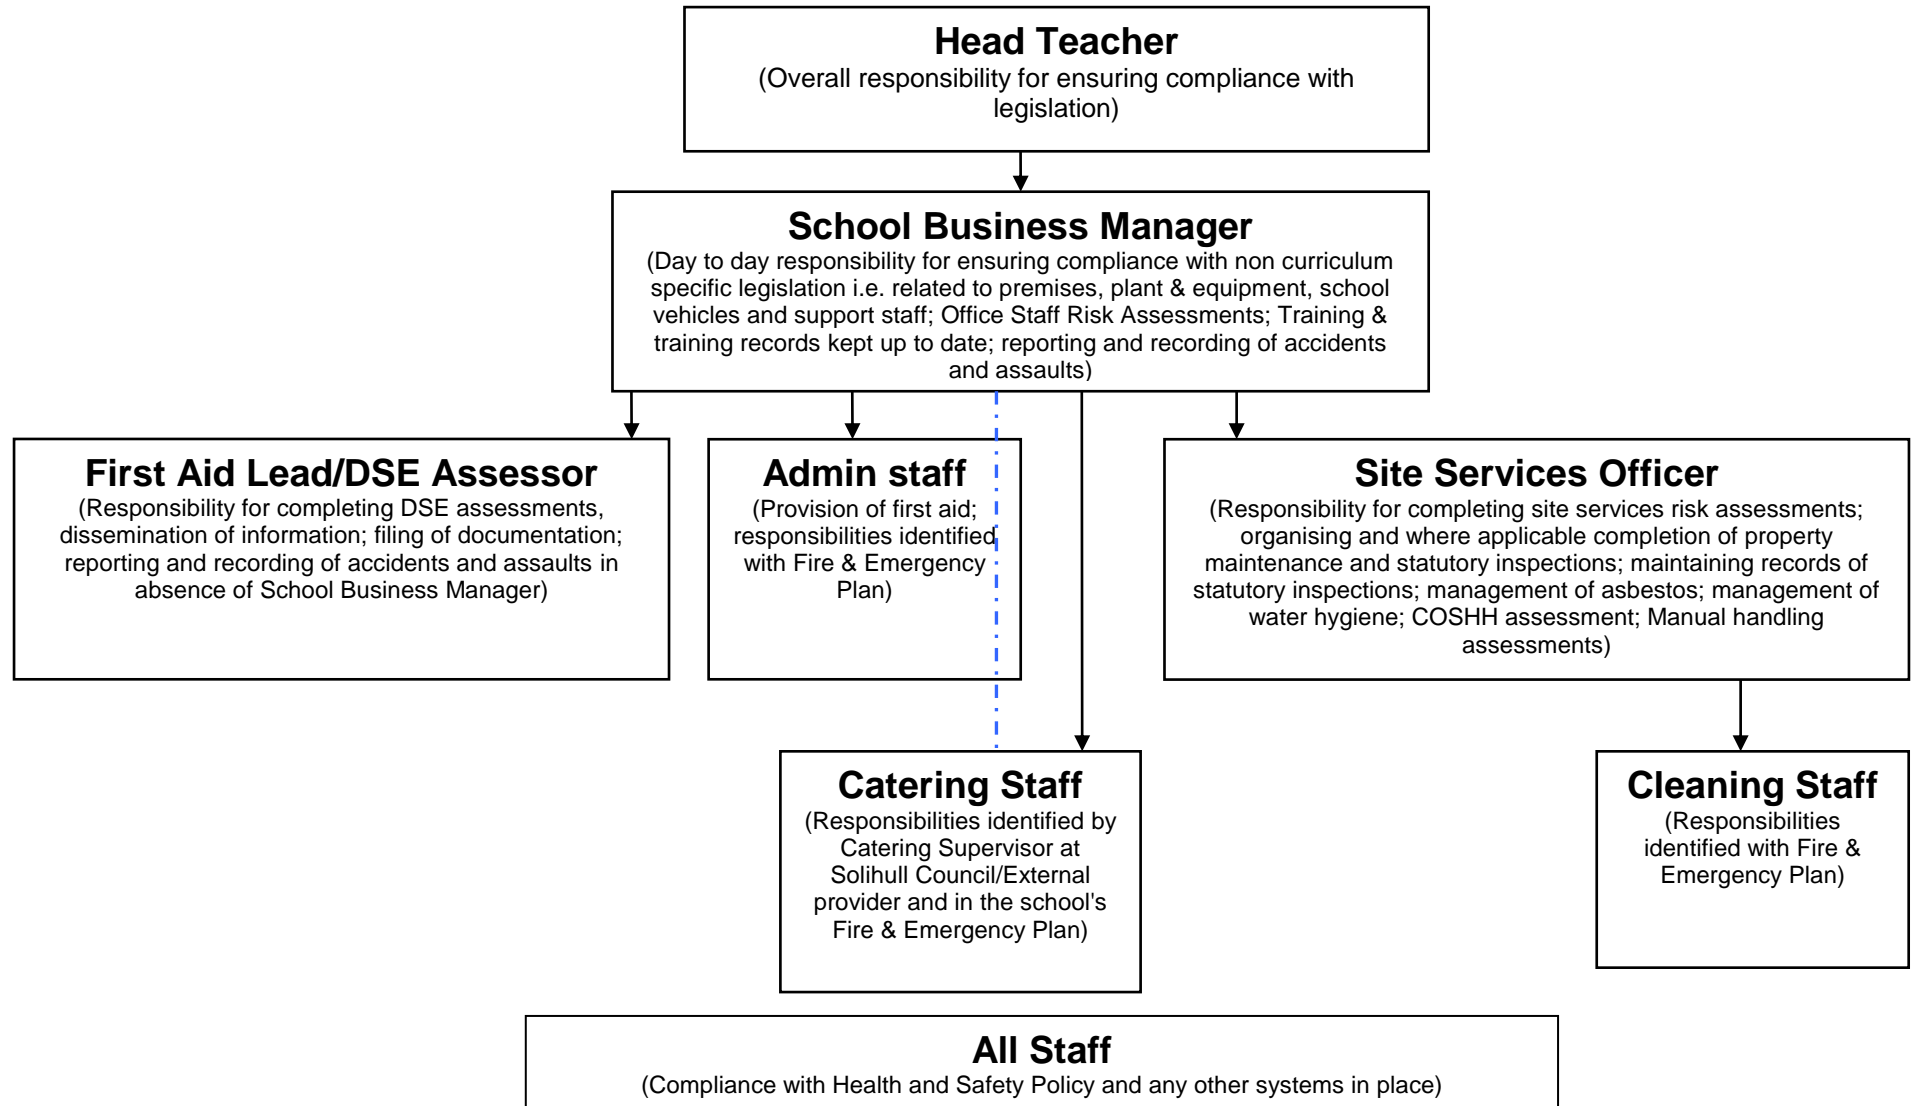 Head Teacher
(Overall responsibility for ensuring compliance with
legislation)
School Business Manager
(Day to day responsibility for ensuring compliance with non curriculum
specific legislation i.e. related to premises, plant & equipment, school
vehicles and support staff; Office Staff Risk Assessments; Training &
training records kept up to date; reporting and recording of accidents
and assaults)
First Aid Lead/DSE Assessor
(Responsibility for completing DSE assessments,
dissemination of information; filing of documentation;
reporting and recording of accidents and assaults in
absence of School Business Manager)
Admin staff
(Provision of first aid;
responsibilities identified
with Fire & Emergency
Plan)
Site Services Officer
(Responsibility for completing site services risk assessments;
organising and where applicable completion of property
maintenance and statutory inspections; maintaining records of
statutory inspections; management of asbestos; management of
water hygiene; COSHH assessment; Manual handling
assessments)
Catering Staff
(Responsibilities identified by
Catering Supervisor at
Solihull Council/External
provider and in the school's
Fire & Emergency Plan)
Cleaning Staff
(Responsibilities
identified with Fire &
Emergency Plan)
All Staff
(Compliance with Health and Safety Policy and any other systems in place)